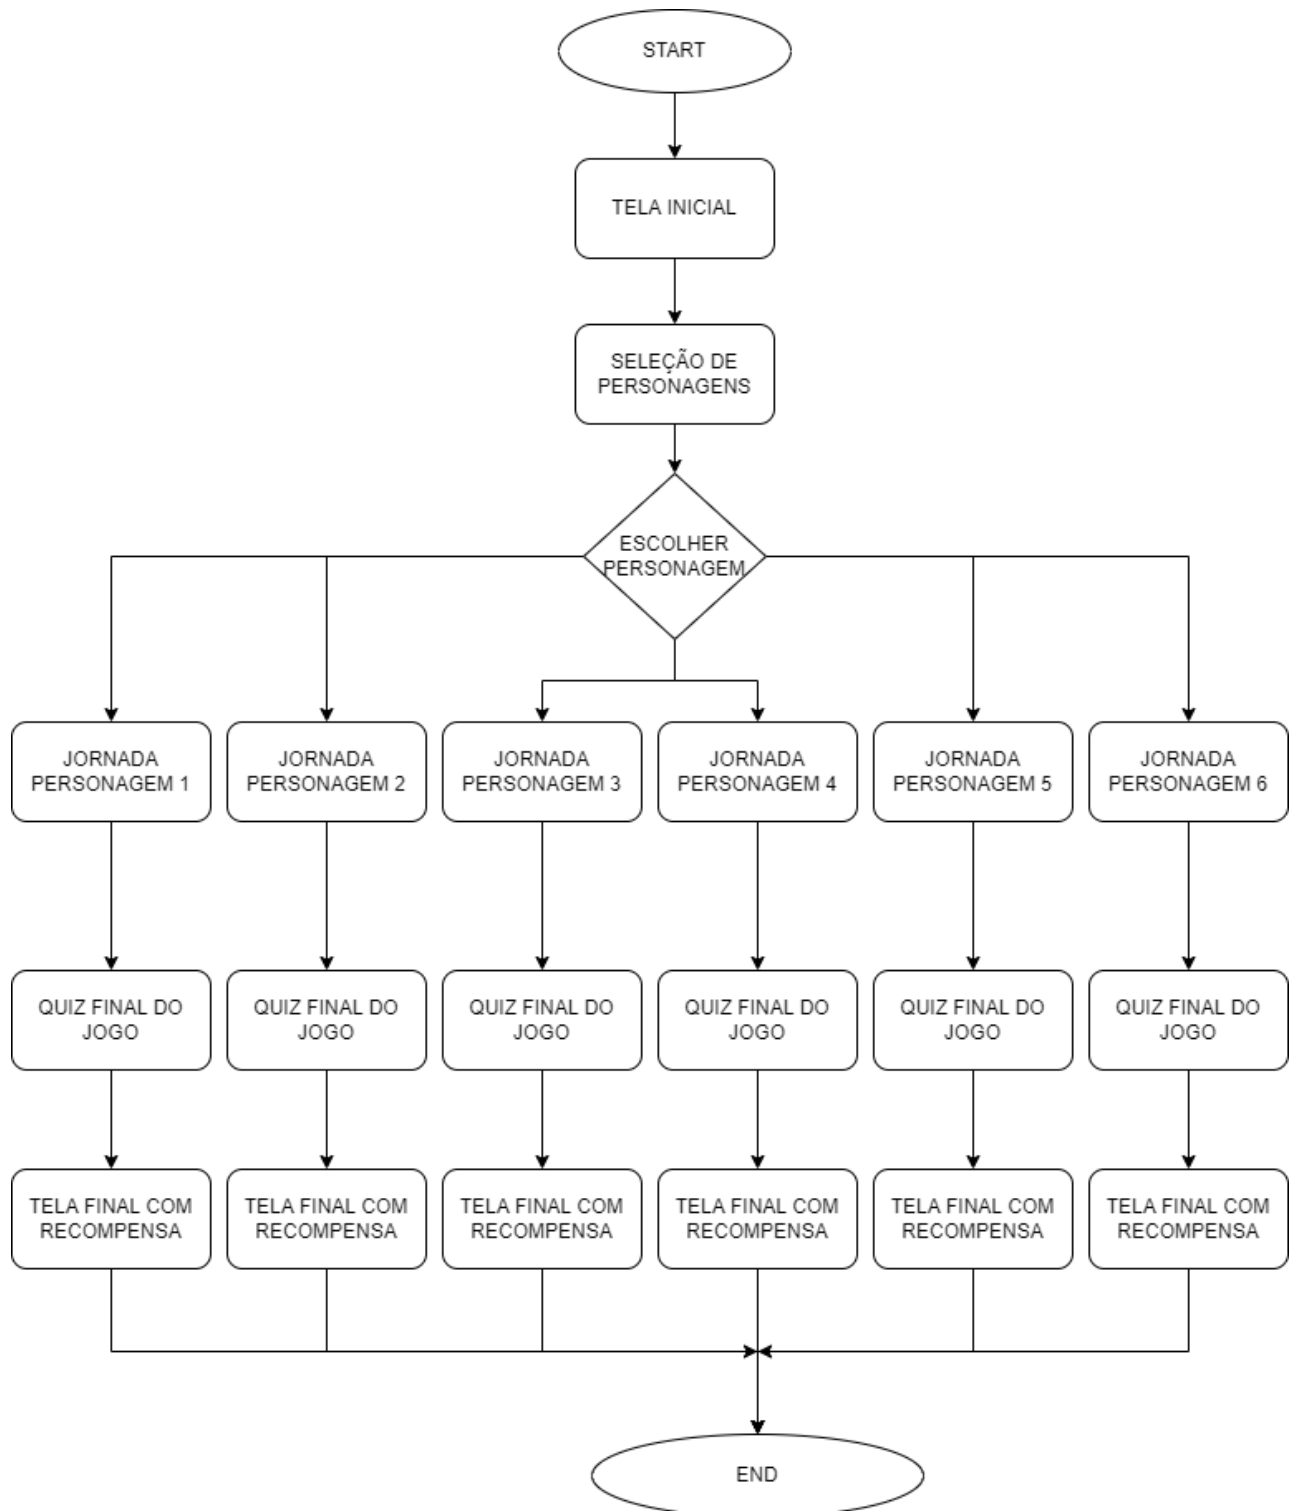 START
TELA INICIAL
SELEÇÃO DE
PERSONAGENS
ESCOLHER
PERSONAGEM
JORNADA
PERSONAGEM 1
JORNADA
PERSONAGEM 2
JORNADA
PERSONAGEM 3
JORNADA
PERSONAGEM 4
JORNADA
PERSONAGEM 5
JORNADA
PERSONAGEM 6
QUIZ FINAL DO
JOGO
QUIZ FINAL DO
JOGO
QUIZ FINAL DO
JOGO
QUIZ FINAL DO
JOGO
QUIZ FINAL DO
JOGO
QUIZ FINAL DO
JOGO
TELA FINAL COM
RECOMPENSA
TELA FINAL COM
RECOMPENSA
TELA FINAL COM
RECOMPENSA
TELA FINAL COM
RECOMPENSA
TELA FINAL COM
RECOMPENSA
TELA FINAL COM
RECOMPENSA
END